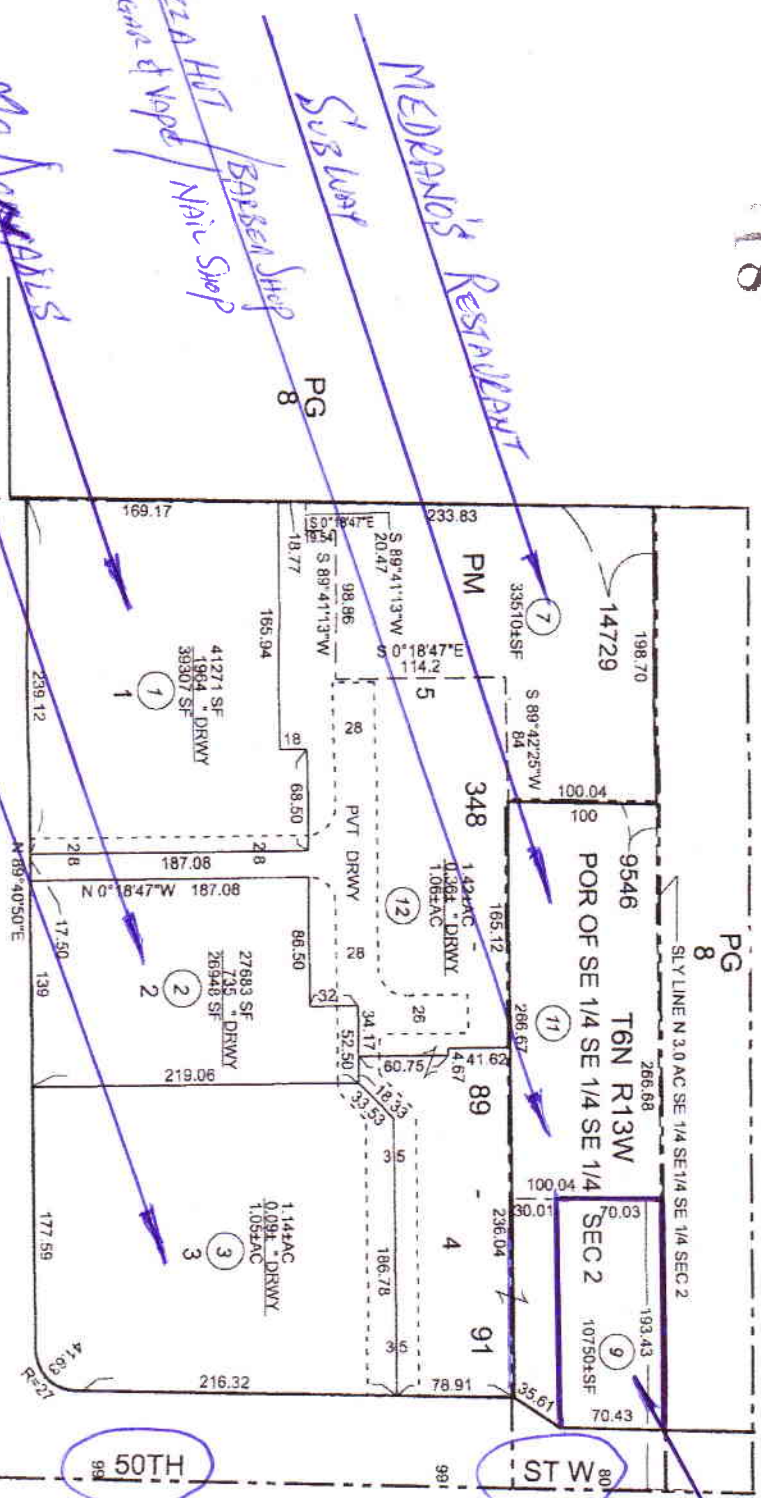 18
MEDRANO'S RESTAURANT
SUBWAY
HUT / BARBER SHOP
& VAPE / NAIL SHOP
PG
8
PG
8
SLY LINE N 3.0 AC SE 1/4 SE1/4 SE 1/4 SEC 2
198.70
14729
7
33510±SF
233.83
PM
S 89°42'25"W
84
100.04
100
9546
T6N R13W
266.68
POR OF SE 1/4 SE 1/4 SE 1/4 SEC 2
11
266.67
165.12
100.04
30.01
70.03
193.43
9
10750±SF
70.43
35.61
S 0°18'47"E
19.54
S 89°41'13"W
20.47
98.86
S 89°41'13"W
18.77
S 0°18'47"E
114.2
5
348
1.42±AC
0.36± " DRWY
1.06±AC
12
28
PVT DRWY
28
26
89
-
4
91
41.62
4.67
60.75
236.04
78.91
169.17
165.94
18
68.50
41271 SF
1964 " DRWY
39307 SF
1
1
239.12
28
187.08
28
N 0°18'47"W 187.08
N 89°40'50"E
17.50
86.50
32
34.17
52.50
27683 SF
735 " DRWY
26948 SF
2
2
139
219.06
33.53
18.33
35
186.78
35
1.14±AC
0.09± " DRWY
1.05±AC
3
3
177.59
41.63
R=27
216.32
99
50TH
99
ST W
80